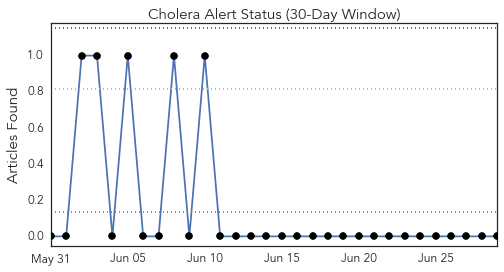 Cholera Alert Status (30-Day Window)
Articles Found
1.0
0.8
0.6
0.4
0.2
0.0
May 31
Jun 05
Jun 10
Jun 15
Jun 20
Jun 25